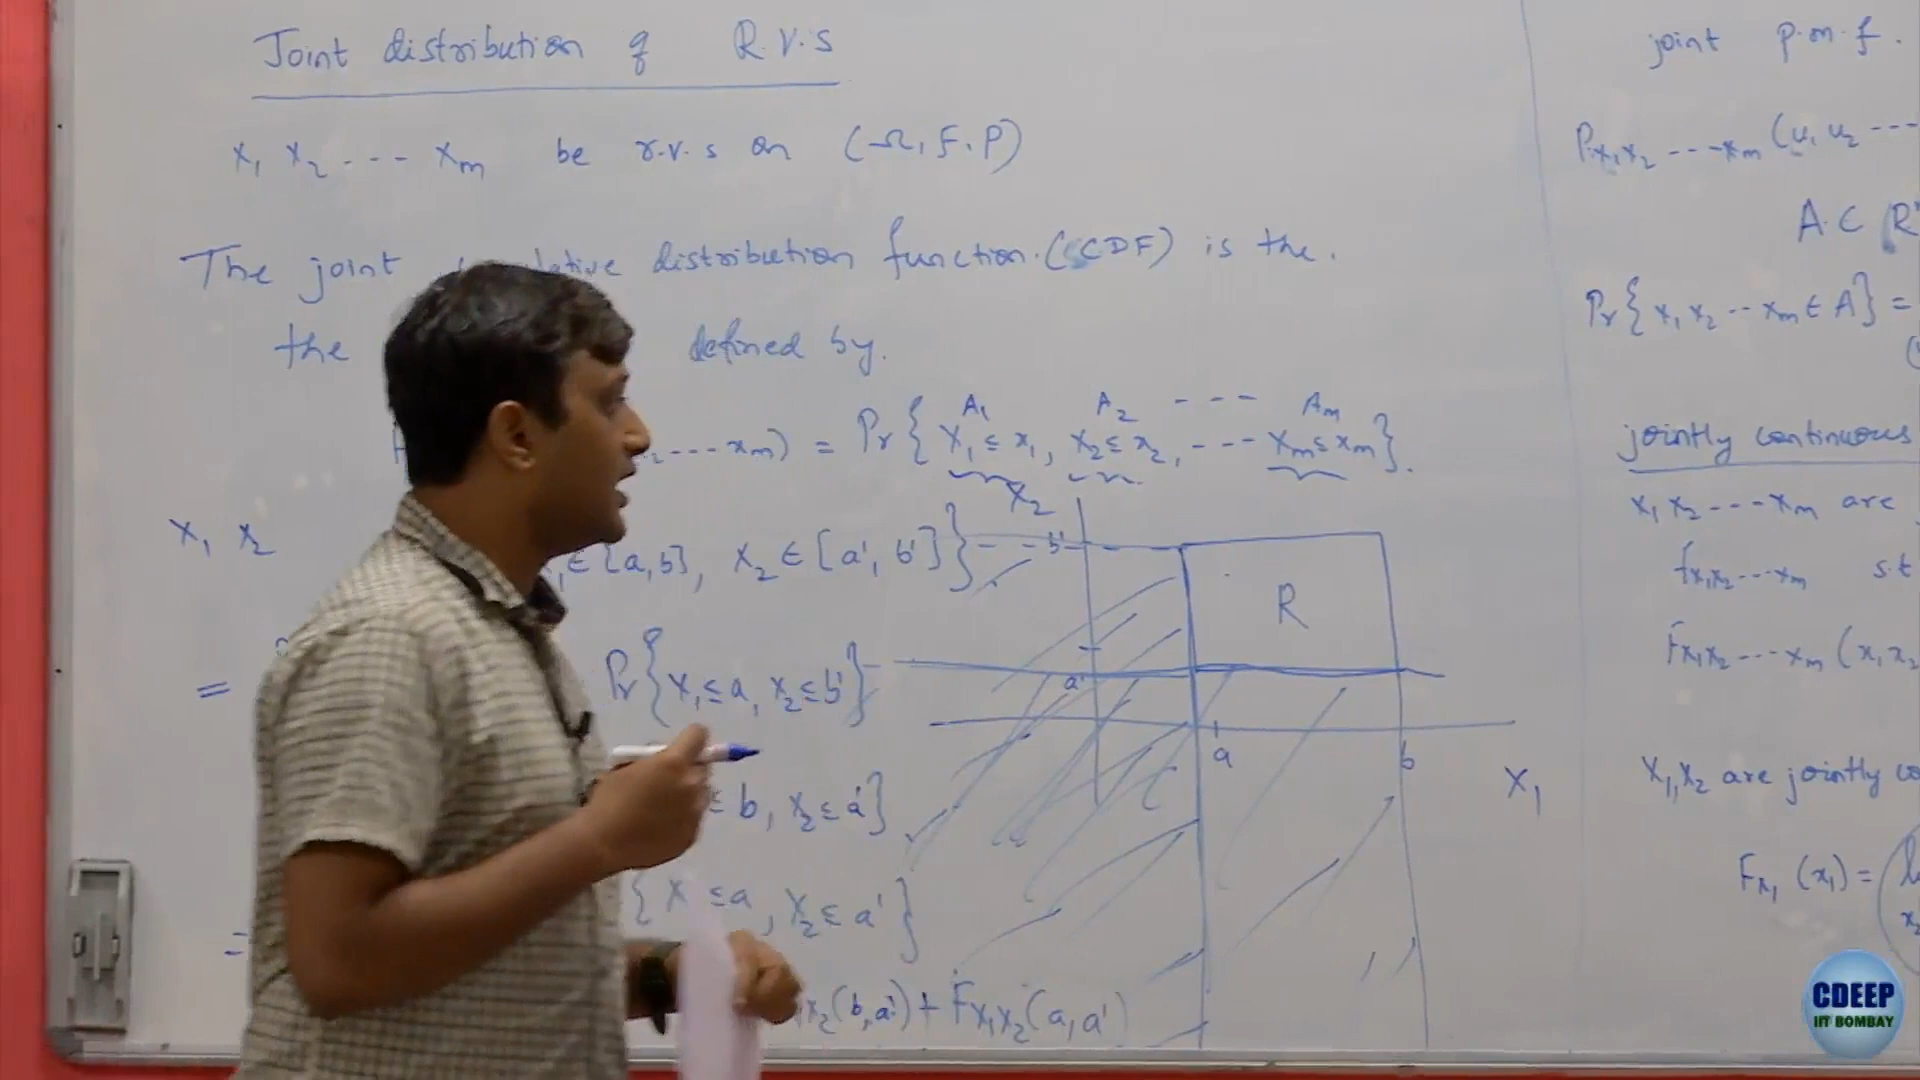 Joint distribution of R.V.s
X₁ X₂ ---- Xₘ be r.v.s on (Ω, F, P)
The joint distribution function. (CDF) is the.
the defined by.
A₁ A₂ --- Aₘ
---- xₘ) = Pr { X₁ ≤ x₁, X₂ ≤ x₂, --- Xₘ ≤ xₘ}.
X₁ X₂
X₁ ∈ [a,b], X₂ ∈ [a', b']}
= Pr{X₁ ≤ a, X₂ ≤ b'}
≤ b, X₂ ≤ a'}
= { X ≤ a, X₂ ≤ a' }
x₂(b,a') + Fx₁x₂(a,a')
X₂
b'
R
a'
a
b
X₁
joint p.m.f.
Px₁x₂ ---- xₘ (u₁ u₂ ---
A ⊂ R
Pr{ X₁ X₂ -- Xₘ ∈ A} =
jointly continuous
X₁ X₂ --- Xₘ are
fx₁x₂---xₘ s.t
Fx₁x₂---xₘ (x₁ x₂
X₁, X₂ are jointly co
Fx₁ (x₁) =
CDEEP
IIT BOMBAY